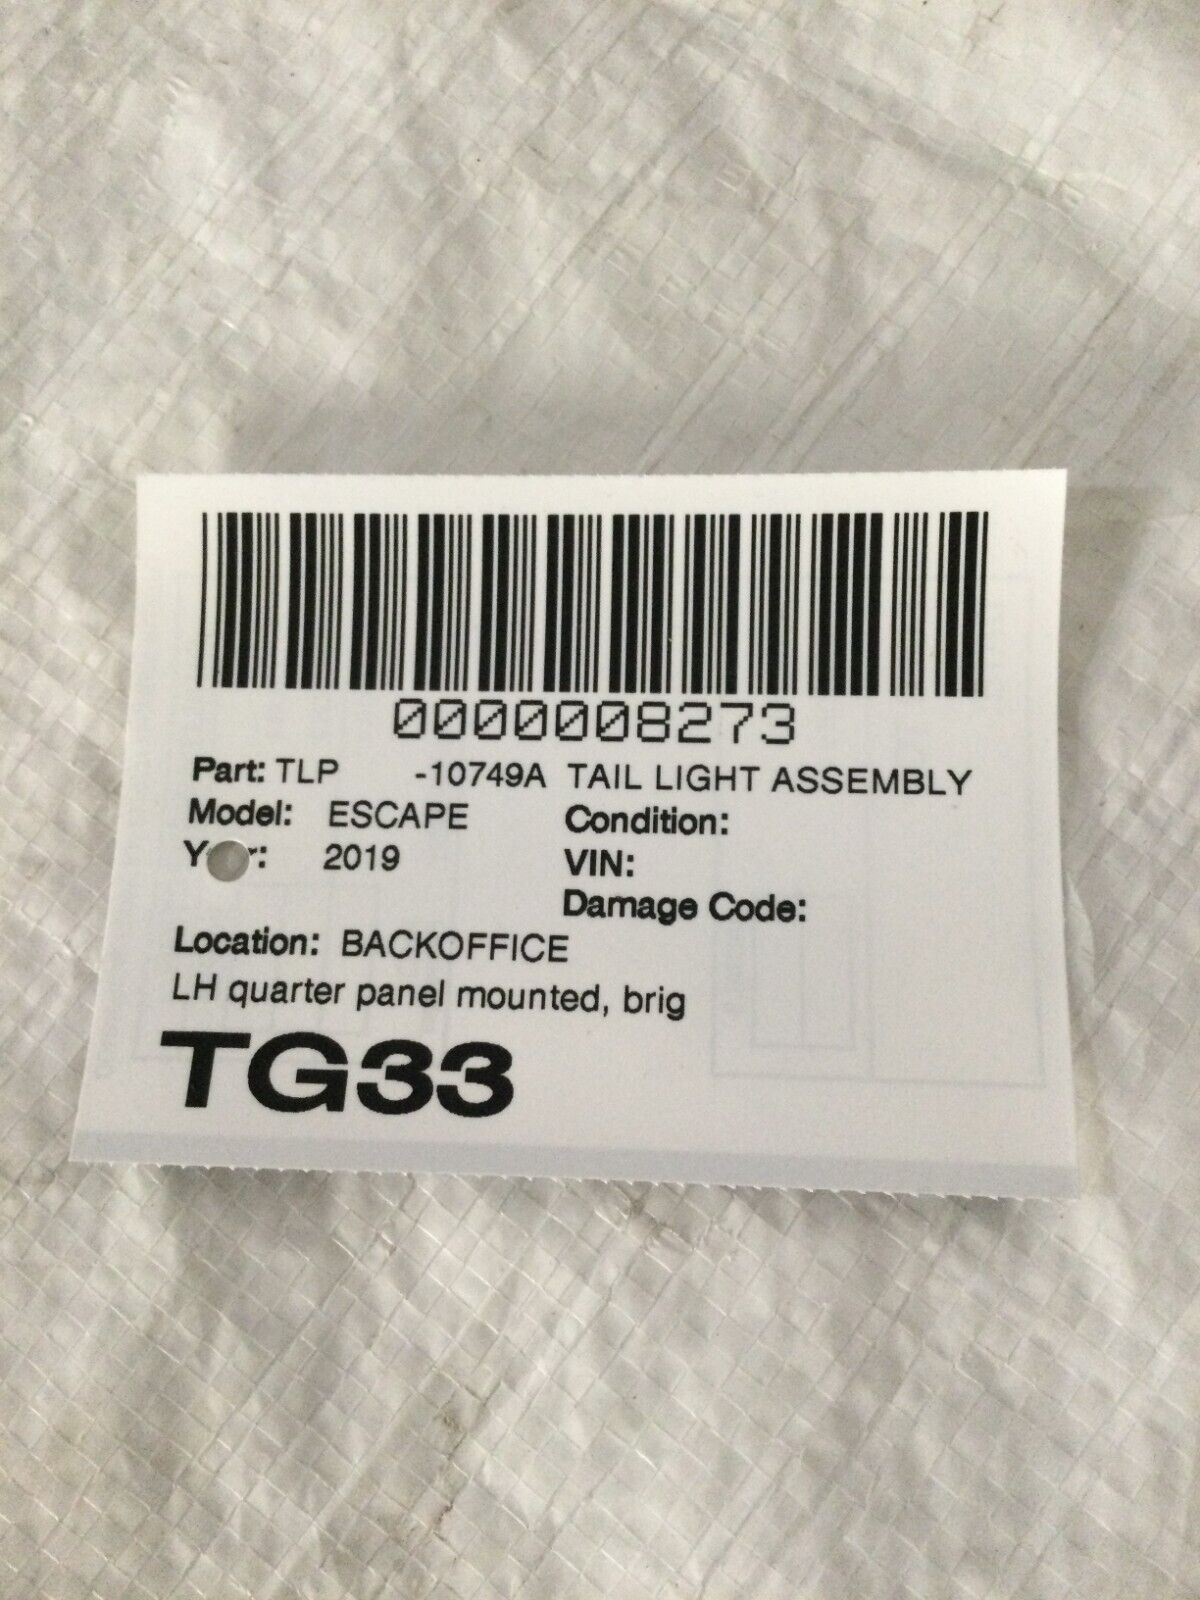 0000008273
Part: TLP -10749A TAIL LIGHT ASSEMBLY
Model: ESCAPE Condition:
2019 VIN:
Damage Code:
Location: BACKOFFICE
LH quarter panel mounted, brig
TG33